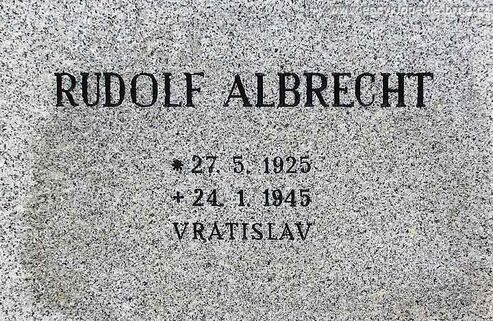 RUDOLF ALBRECHT
* 27. 5. 1925
+ 24. 1. 1945
VRATISLAV